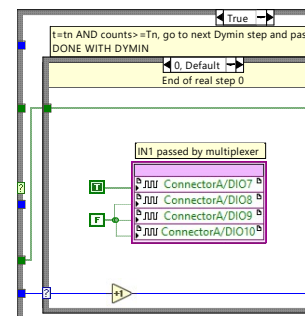 True
t=tn AND counts>=Tn, go to next Dymin step and pas
DONE WITH DYMIN
0, Default
End of real step 0
IN1 passed by multiplexer
T
ConnectorA/DIO7
ConnectorA/DIO8
F
ConnectorA/DIO9
ConnectorA/DIO10
?
?
+1